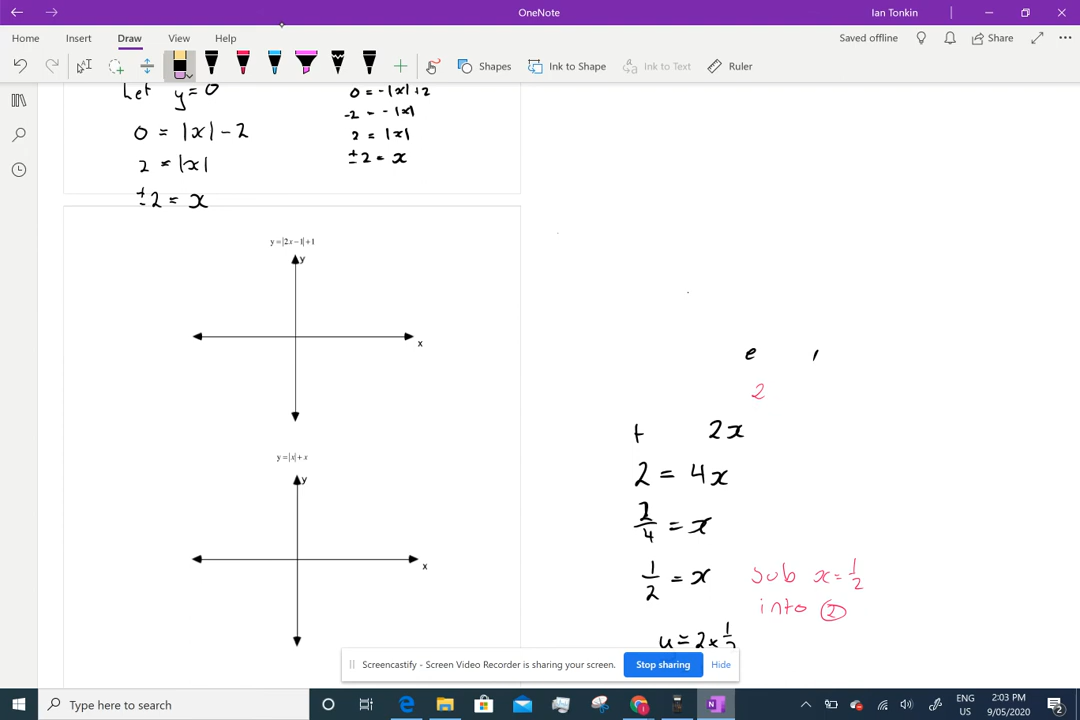 OneNote
Ian Tonkin
Home Insert Draw View Help
Saved offline
Share
Shapes
Ink to Shape
Ink to Text
Ruler
Let y=0
0 = |x| - 2
2 = |x|
±2 = x
0 = -|x|+2
-2 = -|x|
2 = |x|
±2 = x
y = |2x − 1| + 1
y
x
y = |x| + x
y
x
e
2
2x
2 = 4x
2/4 = x
1/2 = x
sub x = 1/2
into ②
Screencastify - Screen Video Recorder is sharing your screen.
Stop sharing
Hide
Type here to search
ENG
US
2:03 PM
9/05/2020
2